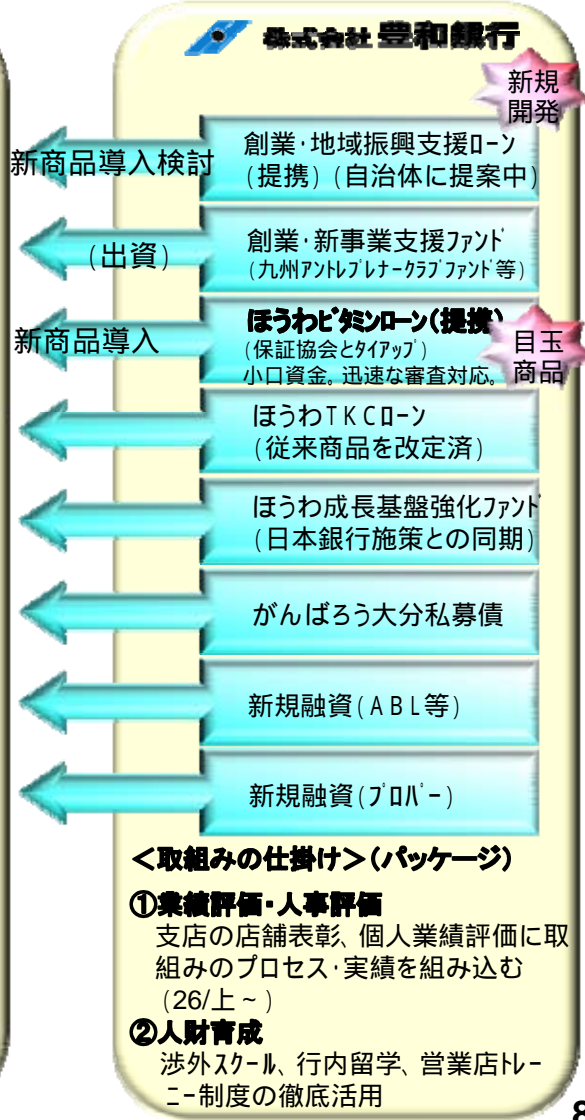 株式会社 豊和銀行
新規
開発
新商品導入検討
創業・地域振興支援ﾛｰﾝ
(提携)(自治体に提案中)
(出資)
創業・新事業支援ﾌｧﾝﾄﾞ
(九州ｱﾝﾄﾚﾌﾟﾚﾅｰｸﾗﾌﾞﾌｧﾝﾄﾞ等)
新商品導入
ほうわﾋﾞﾀﾐﾝﾛｰﾝ(提携)
(保証協会とﾀｲｱｯﾌﾟ)
小口資金。迅速な審査対応。
目玉
商品
ほうわTKCﾛｰﾝ
(従来商品を改定済)
ほうわ成長基盤強化ﾌｧﾝﾄﾞ
(日本銀行施策との同期)
がんばろう大分私募債
新規融資(ABL等)
新規融資(ﾌﾟﾛﾊﾟｰ)
＜取組みの仕掛け＞(パッケージ)
①業績評価・人事評価
支店の店舗表彰、個人業績評価に取
組みのプロセス・実績を組み込む
(26/上～)
②人財育成
渉外ｽｸｰﾙ、行内留学、営業店ﾄﾚｰ
ﾆｰ制度の徹底活用
8